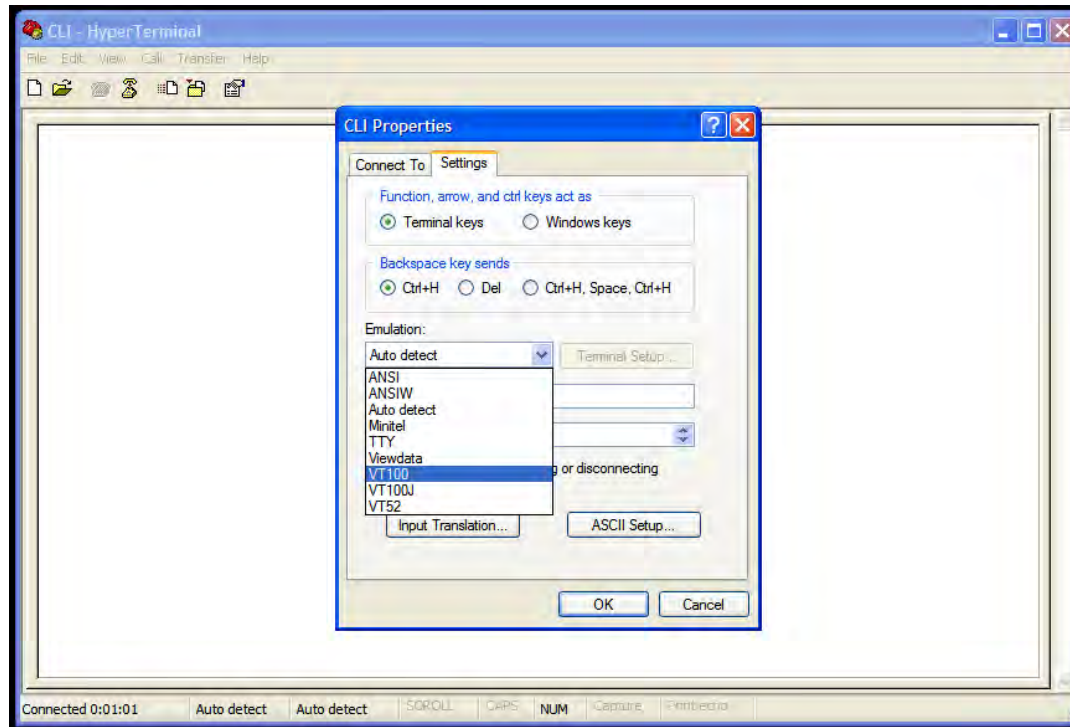 CLI - HyperTerminal
File Edit View Call Transfer Help
CLI Properties
Connect To Settings
Function, arrow, and ctrl keys act as
Terminal keys Windows keys
Backspace key sends
Ctrl+H Del Ctrl+H, Space, Ctrl+H
Emulation:
Auto detect Terminal Setup...
ANSI
ANSIW
Auto detect
Minitel
TTY
Viewdata
VT100 or disconnecting
VT100J
VT52
Input Translation... ASCII Setup...
OK Cancel
Connected 0:01:01 Auto detect Auto detect SCROLL CAPS NUM Capture Print echo